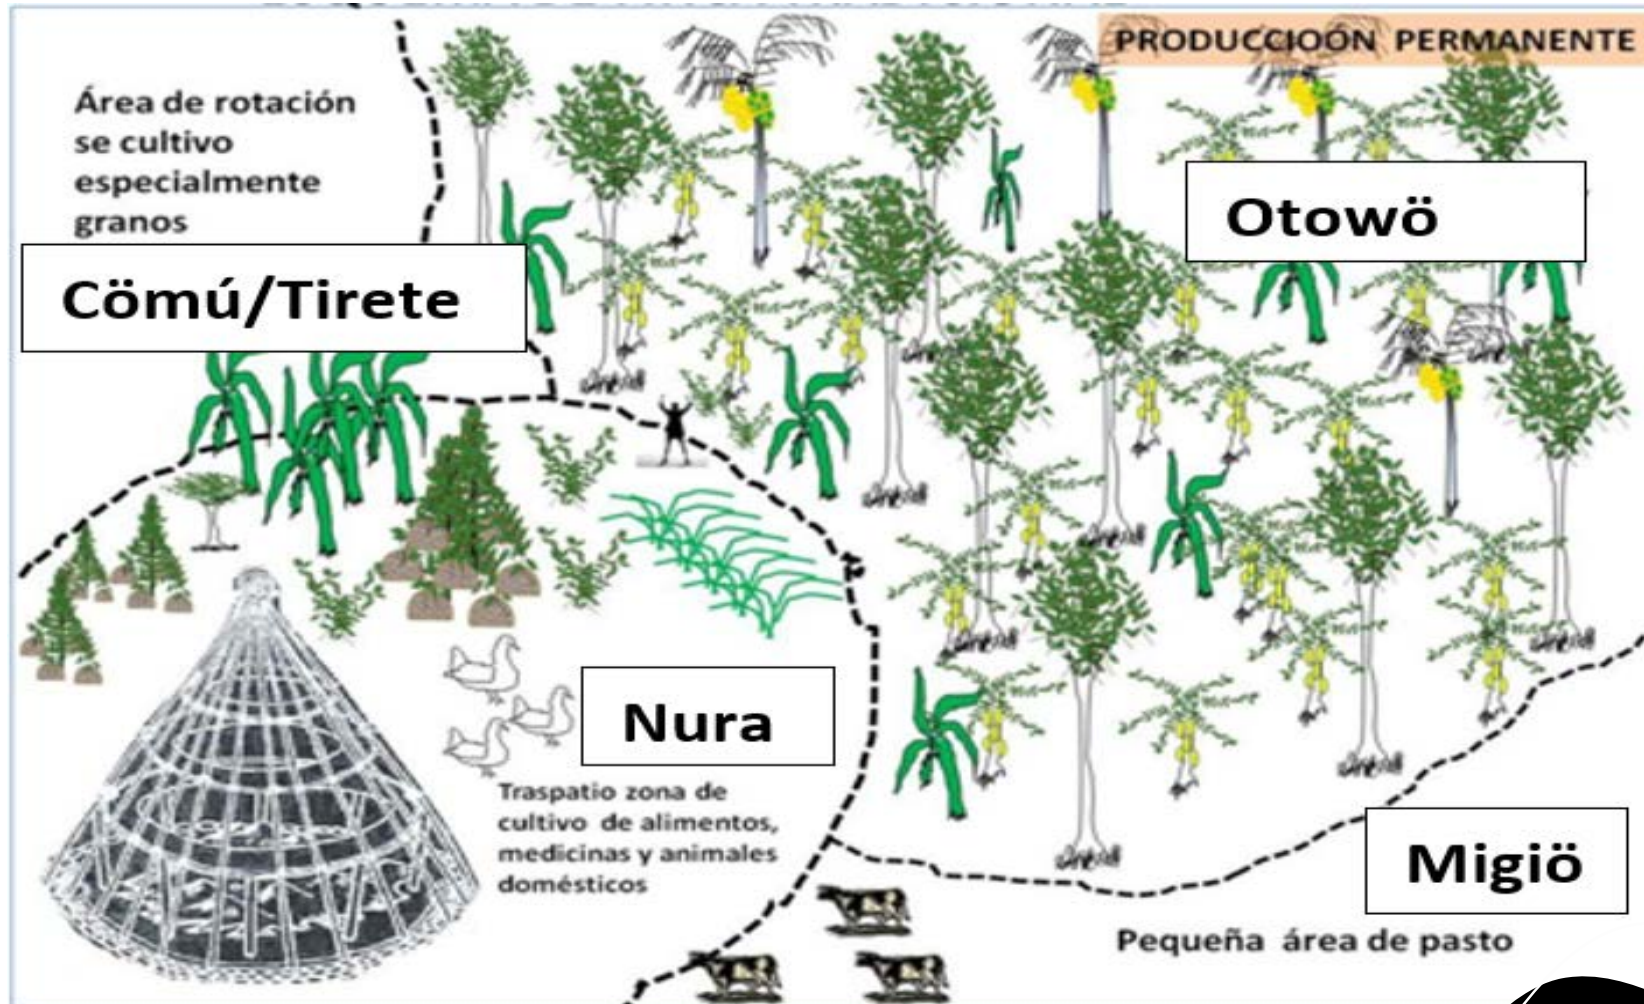 PRODUCCIOÓN PERMANENTE
Área de rotación
se cultivo
especialmente
granos
Cömú/Tirete
Otowö
Nura
Traspatio zona de
cultivo de alimentos,
medicinas y animales
domésticos
Migiö
Pequeña área de pasto